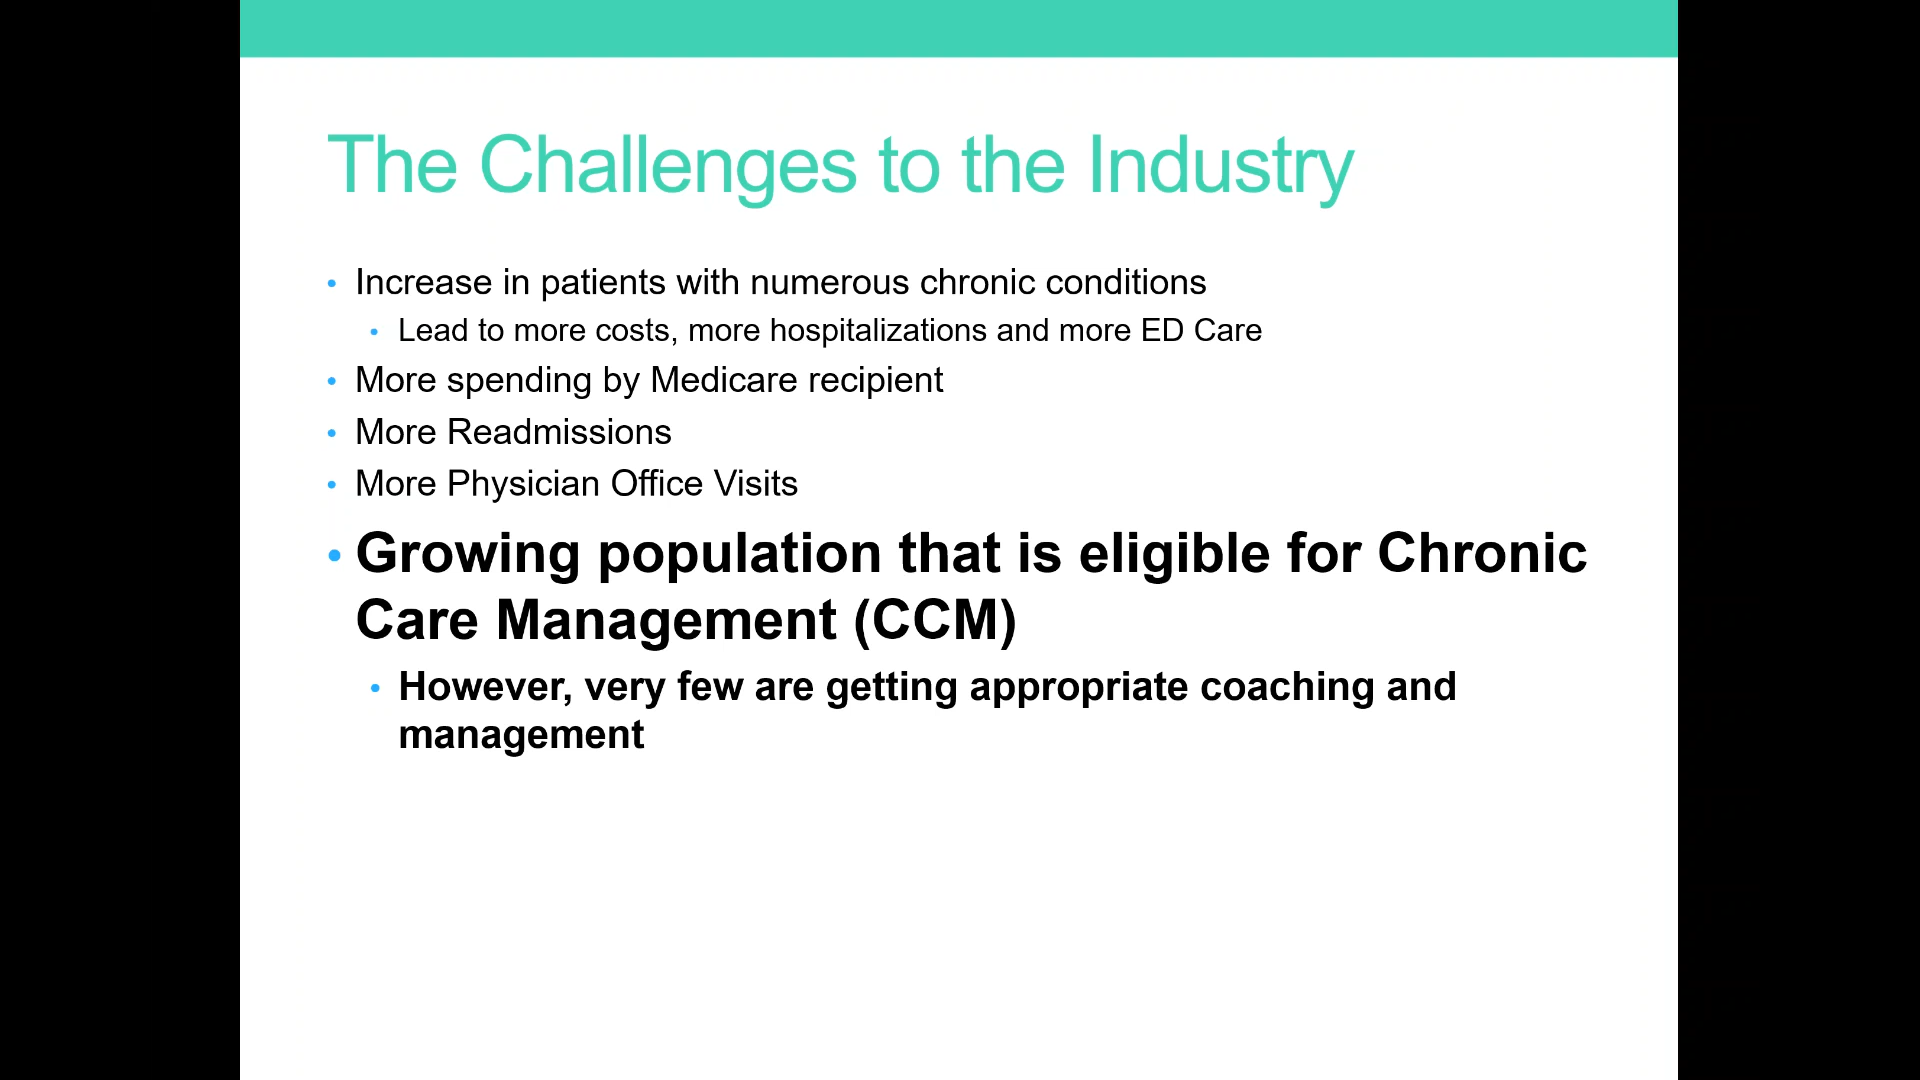 The Challenges to the Industry
• Increase in patients with numerous chronic conditions
• Lead to more costs, more hospitalizations and more ED Care
• More spending by Medicare recipient
• More Readmissions
• More Physician Office Visits
• Growing population that is eligible for Chronic
Care Management (CCM)
• However, very few are getting appropriate coaching and
management